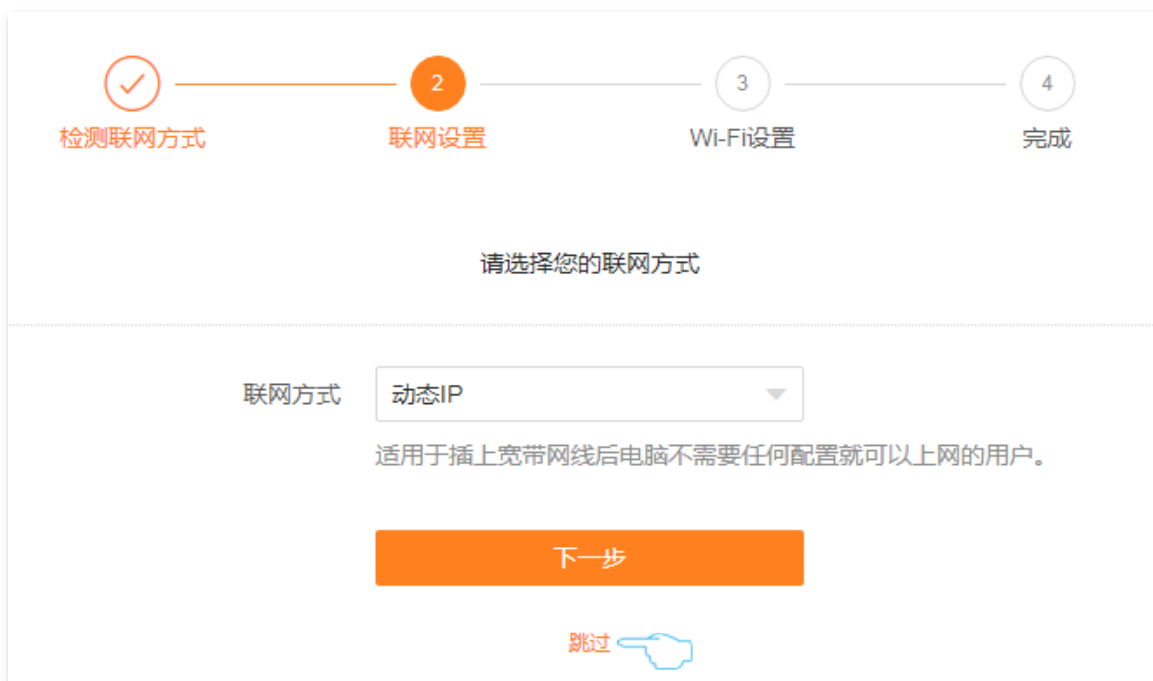 2 3 4
检测联网方式 联网设置 Wi-Fi设置 完成
请选择您的联网方式
联网方式 动态IP
适用于插上宽带网线后电脑不需要任何配置就可以上网的用户。
下一步
跳过